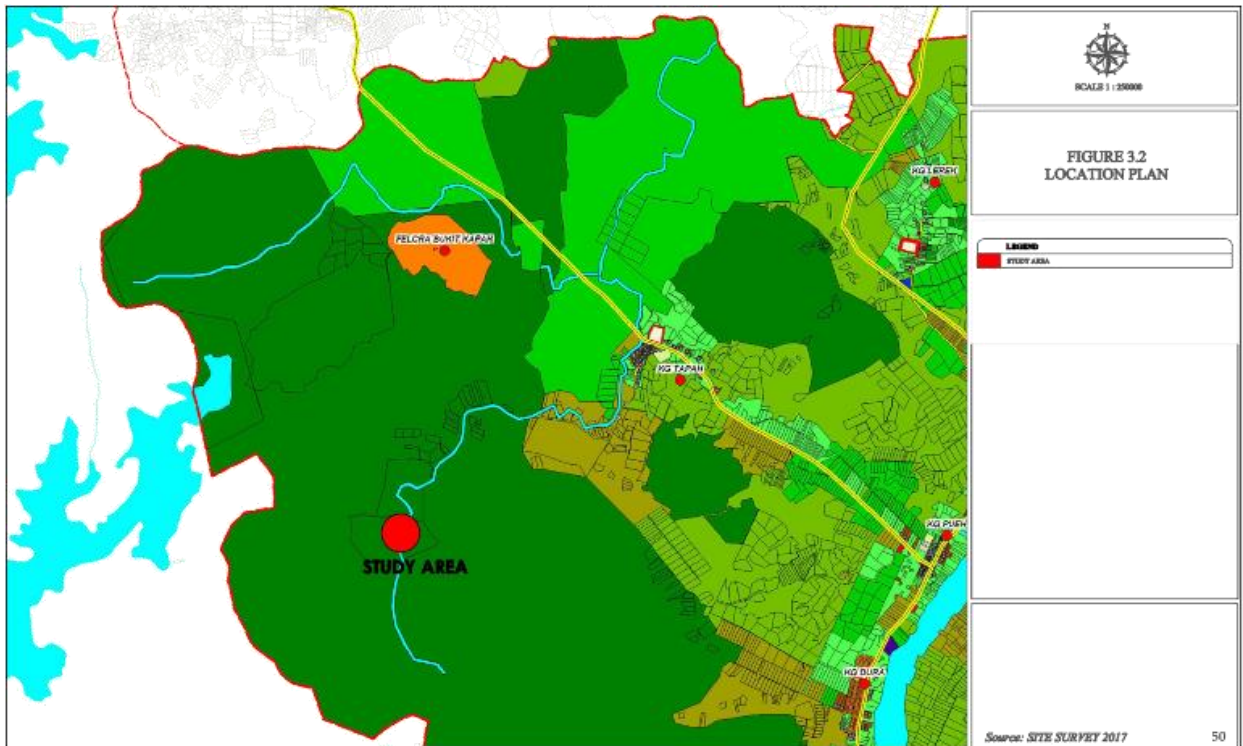 N
SCALE 1 : 250000
FIGURE 3.2
LOCATION PLAN
LEGEND
STUDY AREA
KG LEREK
FELCRA BUKIT KAPAH
KG TAPAH
KG PUEH
STUDY AREA
KG DURA
Source: SITE SURVEY 2017
50